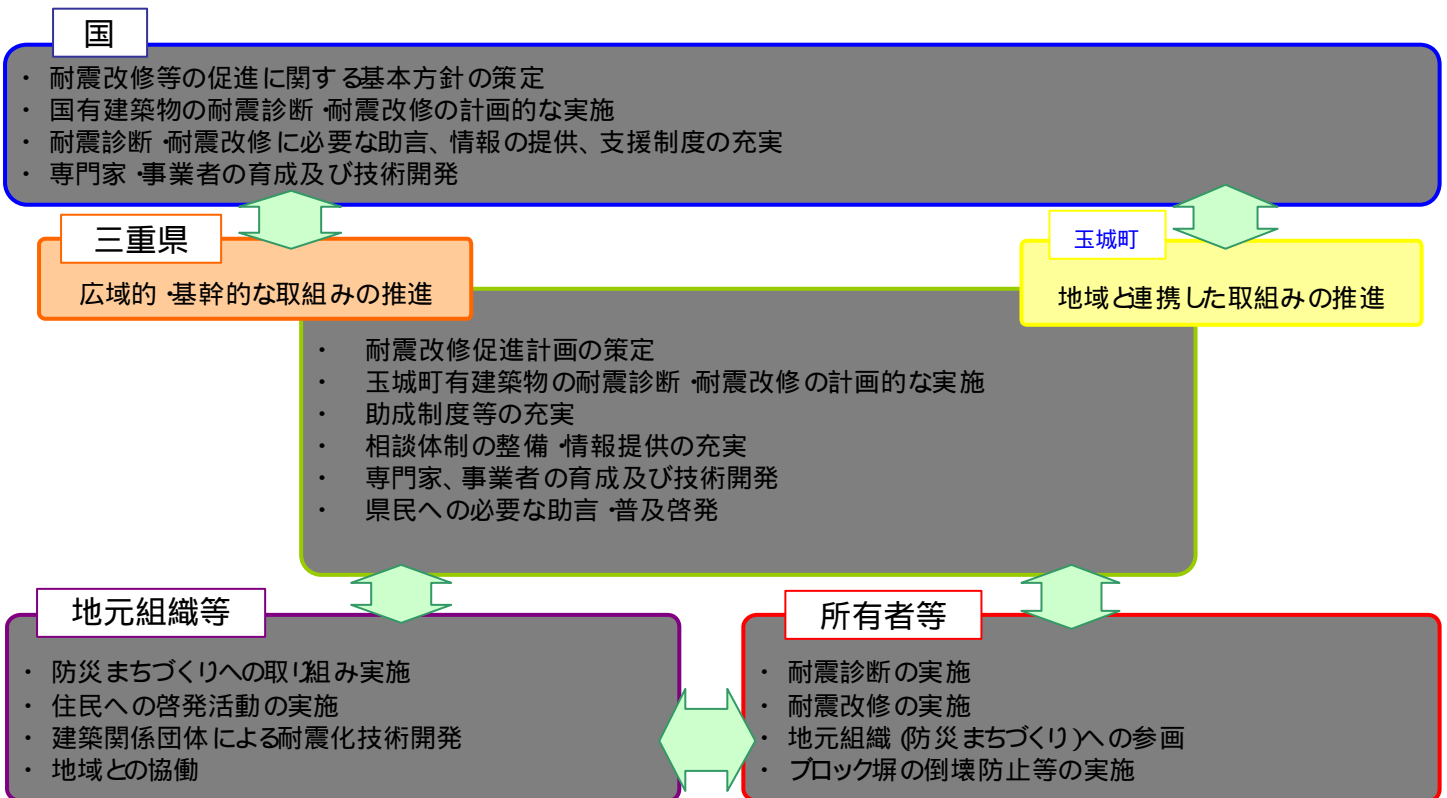 国
・ 耐震改修等の促進に関する基本方針の策定
・ 国有建築物の耐震診断・耐震改修の計画的な実施
・ 耐震診断・耐震改修に必要な助言、情報の提供、支援制度の充実
・ 専門家・事業者の育成及び技術開発
三重県
広域的・基幹的な取組みの推進
玉城町
地域と連携した取組みの推進
・ 耐震改修促進計画の策定
・ 玉城町有建築物の耐震診断・耐震改修の計画的な実施
・ 助成制度等の充実
・ 相談体制の整備・情報提供の充実
・ 専門家、事業者の育成及び技術開発
・ 県民への必要な助言・普及啓発
地元組織等
・ 防災まちづくりへの取り組み実施
・ 住民への啓発活動の実施
・ 建築関係団体による耐震化技術開発
・ 地域との協働
所有者等
・ 耐震診断の実施
・ 耐震改修の実施
・ 地元組織(防災まちづくり)への参画
・ ブロック塀の倒壊防止等の実施